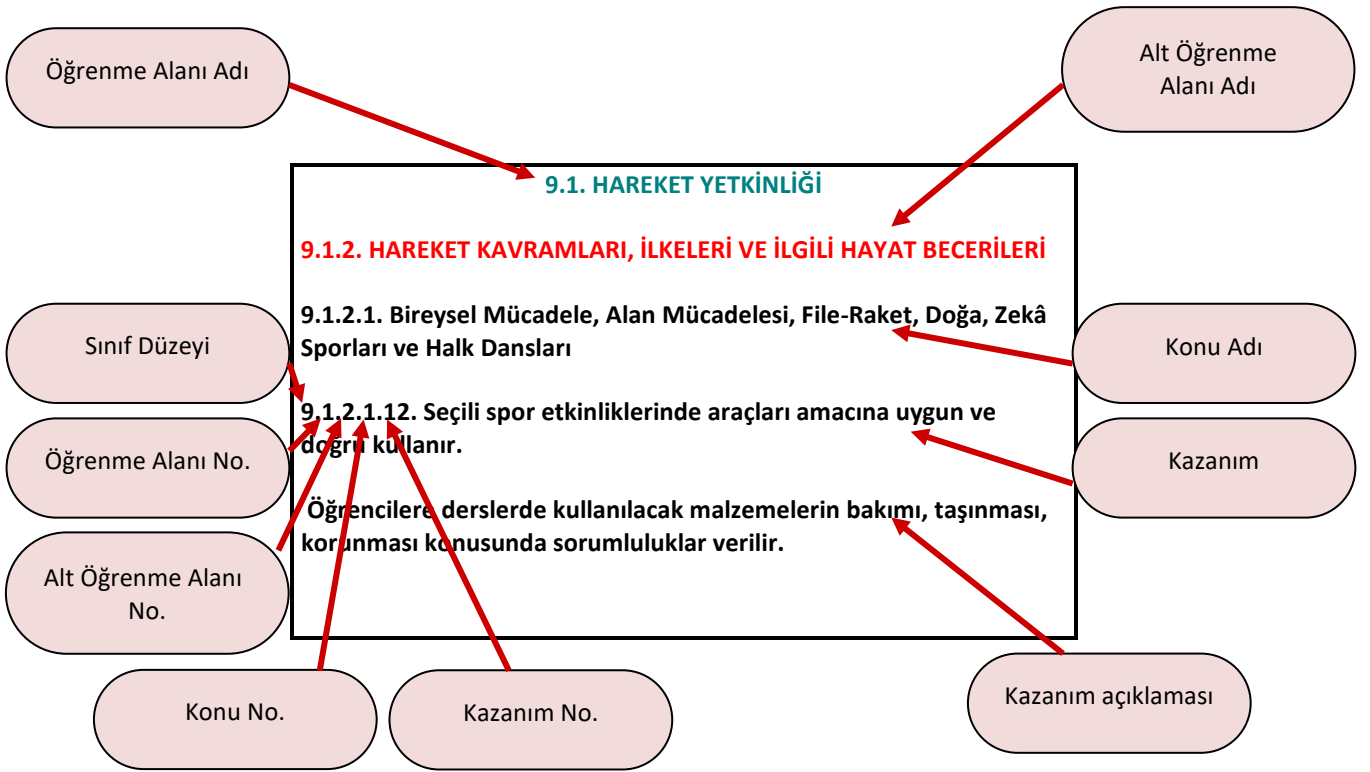 Öğrenme Alanı Adı
Alt Öğrenme
Alanı Adı
9.1. HAREKET YETKİNLİĞİ
9.1.2. HAREKET KAVRAMLARI, İLKELERİ VE İLGİLİ HAYAT BECERİLERİ
9.1.2.1. Bireysel Mücadele, Alan Mücadelesi, File-Raket, Doğa, Zekâ
Sporları ve Halk Dansları
Sınıf Düzeyi
Konu Adı
9.1.2.1.12. Seçili spor etkinliklerinde araçları amacına uygun ve
doğru kullanır.
Öğrenme Alanı No.
Kazanım
Öğrencilere derslerde kullanılacak malzemelerin bakımı, taşınması,
korunması konusunda sorumluluklar verilir.
Alt Öğrenme Alanı
No.
Konu No.
Kazanım No.
Kazanım açıklaması